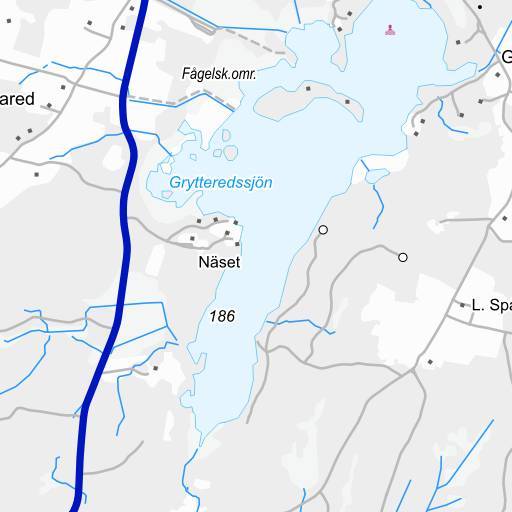 Fågelsk.omr.
ared
G
Grytteredssjön
Näset
L. Spa
186